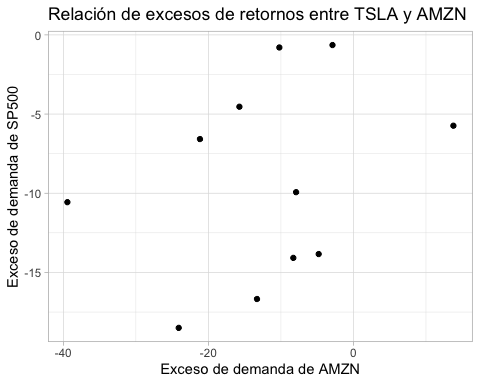 Relación de excesos de retornos entre TSLA y AMZN
Exceso de demanda de SP500
0
-5
-10
-15
-40
-20
0
Exceso de demanda de AMZN